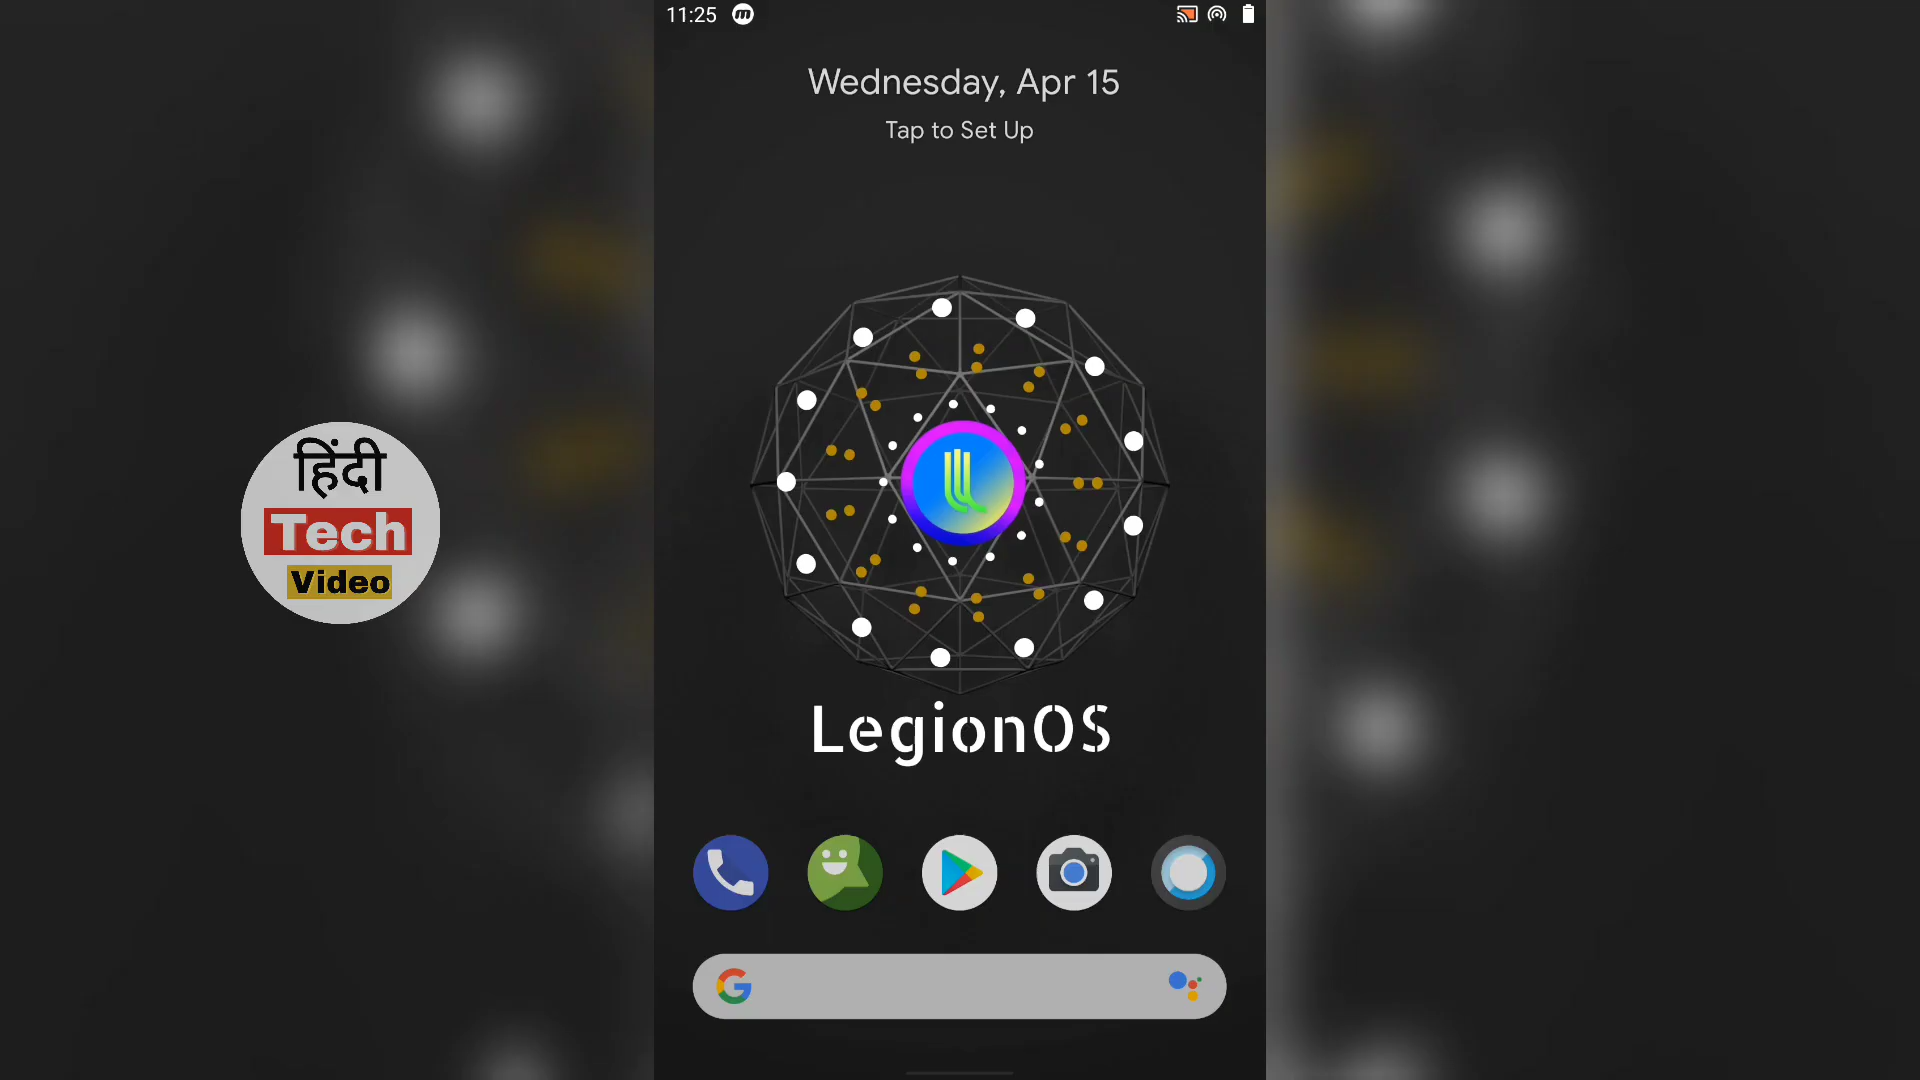 11:25
Wednesday, Apr 15
Tap to Set Up
हिंदी
Tech
Video
LegionOS